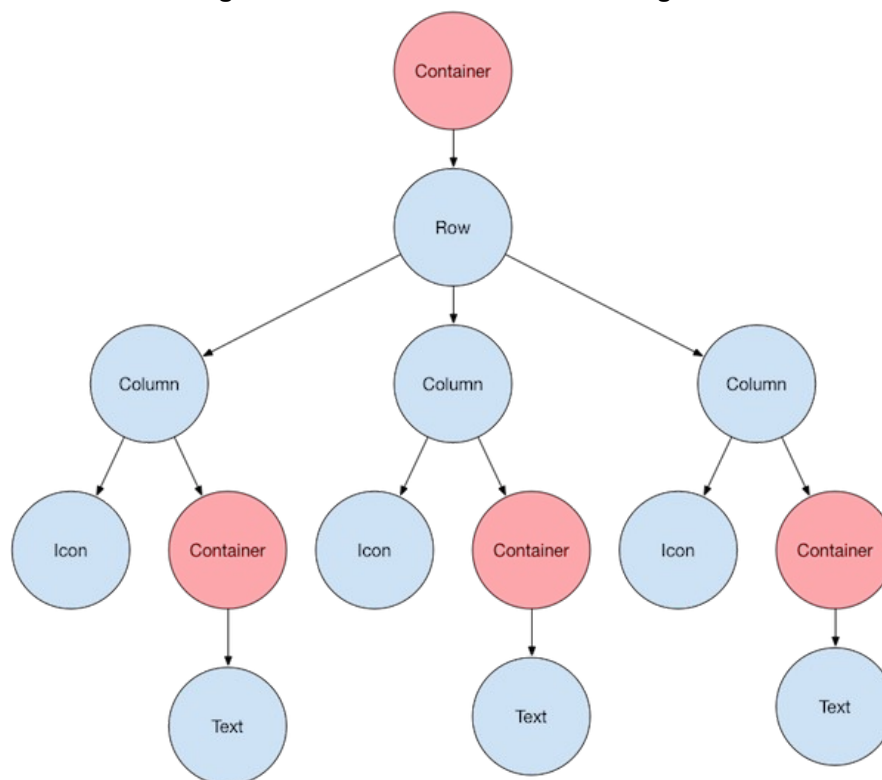 Container
Row
Column
Column
Column
Icon
Container
Icon
Container
Icon
Container
Text
Text
Text